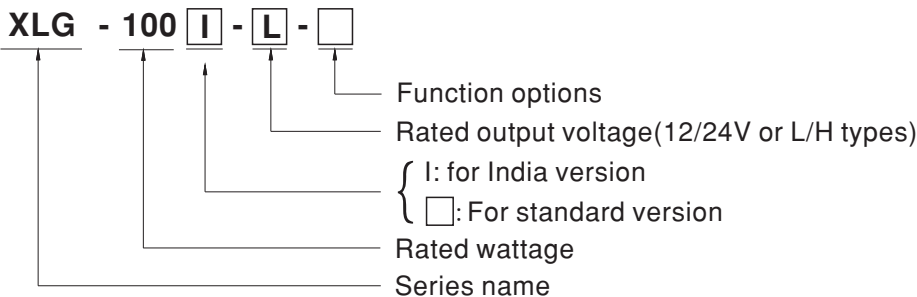 XLG - 100 I - L - □
Function options
Rated output voltage(12/24V or L/H types)
I: for India version
□: For standard version
Rated wattage
Series name